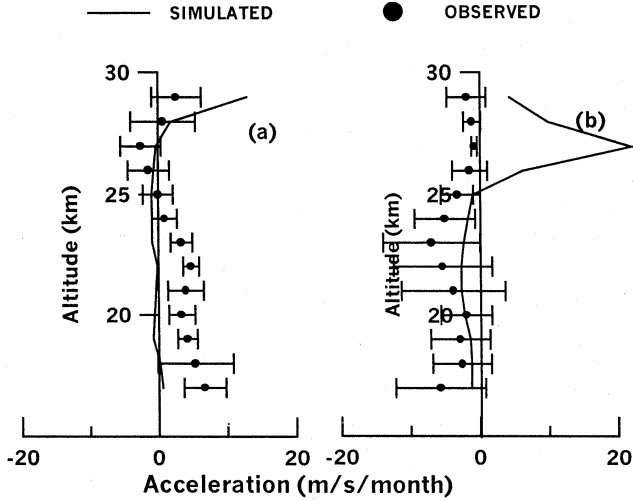 SIMULATED OBSERVED
30 30
(a) (b)
25 25
Altitude (km) Altitude (km)
20 20
-20 0 20 -20 0 20
Acceleration (m/s/month)